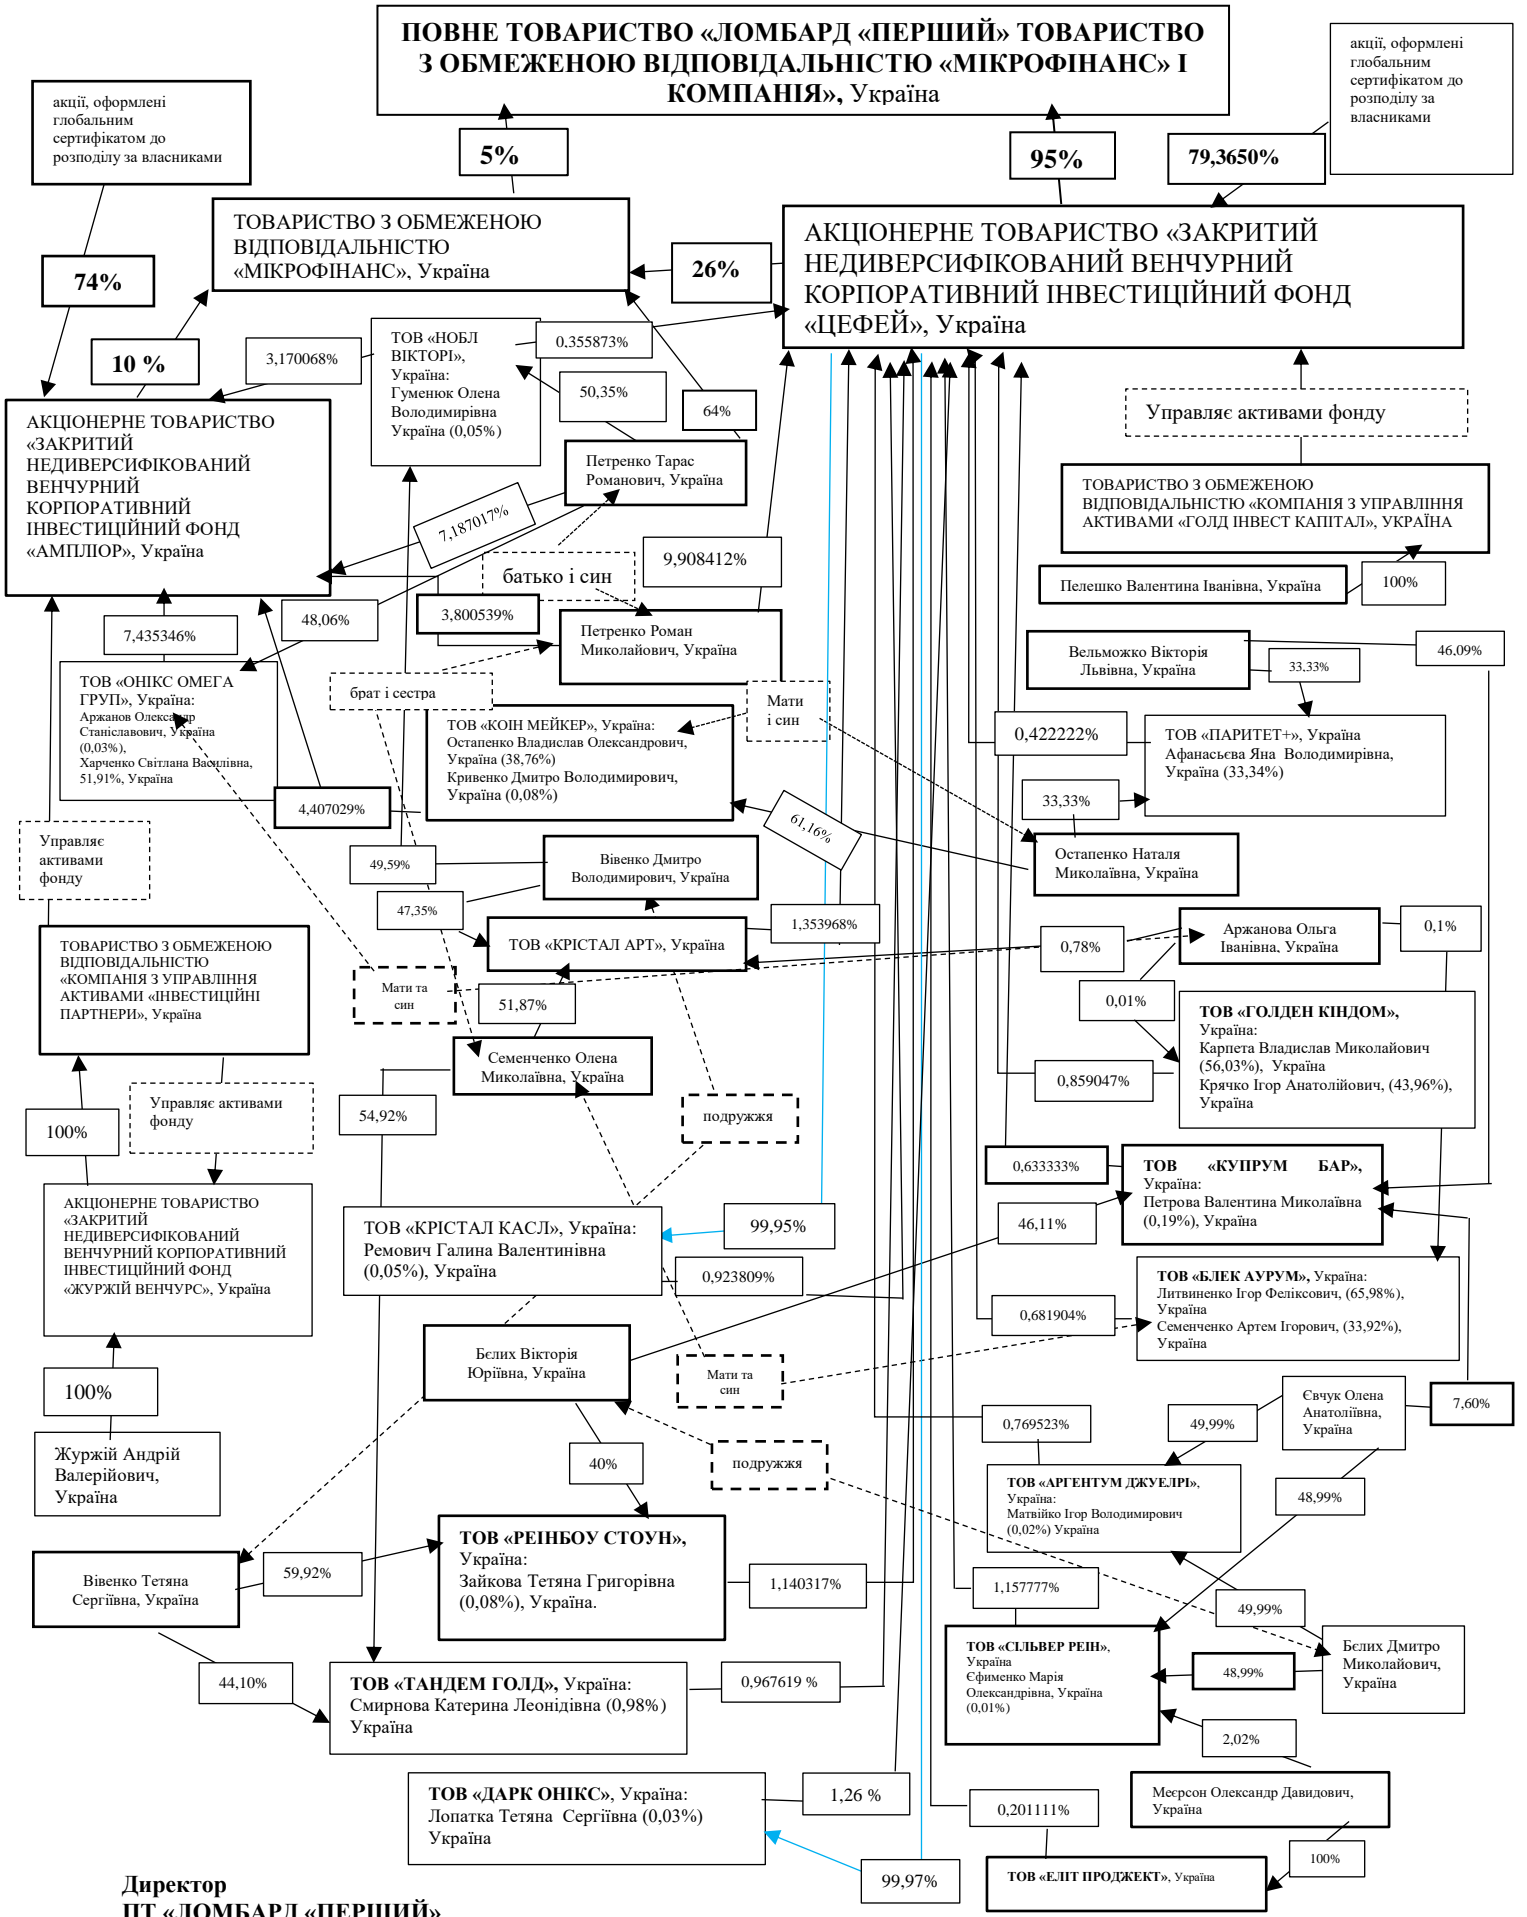 ПОВНЕ ТОВАРИСТВО «ЛОМБАРД «ПЕРШИЙ» ТОВАРИСТВО
З ОБМЕЖЕНОЮ ВІДПОВІДАЛЬНІСТЮ «МІКРОФІНАНС» І
КОМПАНІЯ», Україна
акції, оформлені
глобальним
сертифікатом до
розподілу за
власниками
акції, оформлені
глобальним
сертифікатом до
розподілу за власниками
5%
95%
79,3650%
ТОВАРИСТВО З ОБМЕЖЕНОЮ
ВІДПОВІДАЛЬНІСТЮ
«МІКРОФІНАНС», Україна
АКЦІОНЕРНЕ ТОВАРИСТВО «ЗАКРИТИЙ
НЕДИВЕРСИФІКОВАНИЙ ВЕНЧУРНИЙ
КОРПОРАТИВНИЙ ІНВЕСТИЦІЙНИЙ ФОНД
«ЦЕФЕЙ», Україна
74%
26%
10 %
3,170068%
ТОВ «НОБЛ
ВІКТОРІ»,
Україна:
Гуменюк Олена
Володимирівна
Україна (0,05%)
0.355873%
50,35%
64%
Управляє активами фонду
АКЦІОНЕРНЕ ТОВАРИСТВО
«ЗАКРИТИЙ
НЕДИВЕРСИФІКОВАНИЙ
ВЕНЧУРНИЙ
КОРПОРАТИВНИЙ
ІНВЕСТИЦІЙНИЙ ФОНД
«АМПЛІОР», Україна
Петренко Тарас
Романович, Україна
ТОВАРИСТВО З ОБМЕЖЕНОЮ
ВІДПОВІДАЛЬНІСТЮ «КОМПАНІЯ З УПРАВЛІННЯ
АКТИВАМИ «ГОЛД ІНВЕСТ КАПІТАЛ», УКРАЇНА
7,187017%
9,908412%
батько і син
Пелешко Валентина Іванівна, Україна
100%
3,800539%
48,06%
7,435346%
Петренко Роман
Миколайович, Україна
Вельможко Вікторія
Львівна, Україна
46,09%
33,33%
ТОВ «ОНІКС ОМЕГА
ГРУП», Україна:
Аржанов Олександр
Станіславович, Україна
(0,03%),
Харченко Світлана Василівна,
51,91%, Україна
брат і сестра
Мати
і син
ТОВ «КОІН МЕЙКЕР», Україна:
Остапенко Владислав Олександрович,
Україна (38,76%)
Кривенко Дмитро Володимирович,
Україна (0,08%)
0,422222%
ТОВ «ПАРИТЕТ+», Україна
Афанасьєва Яна Володимирівна,
Україна (33,34%)
4,407029%
33,33%
61,16%
Управляє
активами
фонду
49,59%
Вівенко Дмитро
Володимирович, Україна
Остапенко Наталя
Миколаївна, Україна
47,35%
1,353968%
ТОВ «КРІСТАЛ АРТ», Україна
0,78%
Аржанова Ольга
Іванівна, Україна
0,1%
ТОВАРИСТВО З ОБМЕЖЕНОЮ
ВІДПОВІДАЛЬНІСТЮ
«КОМПАНІЯ З УПРАВЛІННЯ
АКТИВАМИ «ІНВЕСТИЦІЙНІ
ПАРТНЕРИ», Україна
Мати та
син
51,87%
0,01%
ТОВ «ГОЛДЕН КІНДОМ»,
Україна:
Карпета Владислав Миколайович
(56,03%), Україна
Крячко Ігор Анатолійович, (43,96%),
Україна
Семенченко Олена
Миколаївна, Україна
0,859047%
54,92%
подружжя
100%
Управляє активами
фонду
0,633333%
ТОВ «КУПРУМ БАР»,
Україна:
Петрова Валентина Миколаївна
(0,19%), Україна
АКЦІОНЕРНЕ ТОВАРИСТВО
«ЗАКРИТИЙ
НЕДИВЕРСИФІКОВАНИЙ
ВЕНЧУРНИЙ КОРПОРАТИВНИЙ
ІНВЕСТИЦІЙНИЙ ФОНД
«ЖУРЖІЙ ВЕНЧУРС», Україна
ТОВ «КРІСТАЛ КАСЛ», Україна:
Ремович Галина Валентинівна
(0,05%), Україна
99,95%
46,11%
0,923809%
ТОВ «БЛЕК АУРУМ», Україна:
Литвиненко Ігор Феліксович, (65,98%),
Україна
Семенченко Артем Ігорович, (33,92%),
Україна
0,681904%
Бєлих Вікторія
Юріївна, Україна
Мати та
син
100%
Журжій Андрій
Валерійович,
Україна
Євчук Олена
Анатоліївна,
Україна
7,60%
0,769523%
49,99%
40%
подружжя
ТОВ «АРГЕНТУМ ДЖУЕЛРІ»,
Україна:
Матвійко Ігор Володимирович
(0,02%) Україна
48,99%
ТОВ «РЕІНБОУ СТОУН»,
Україна:
Зайкова Тетяна Григорівна
(0,08%), Україна.
Вівенко Тетяна
Сергіївна, Україна
59,92%
1,140317%
1,157777%
49,99%
ТОВ «СІЛЬВЕР РЕІН»,
Україна
Єфименко Марія
Олександрівна, Україна
(0,01%)
Бєлих Дмитро
Миколайович,
Україна
48,99%
44,10%
ТОВ «ТАНДЕМ ГОЛД», Україна:
Смирнова Катерина Леонідівна (0,98%)
Україна
0,967619 %
2,02%
ТОВ «ДАРК ОНІКС», Україна:
Лопатка Тетяна Сергіївна (0,03%)
Україна
1,26 %
0,201111%
Меєрсон Олександр Давидович,
Україна
99,97%
100%
ТОВ «ЕЛІТ ПРОДЖЕКТ», Україна
Директор
ПТ «ЛОМБАРД «ПЕРШИЙ»